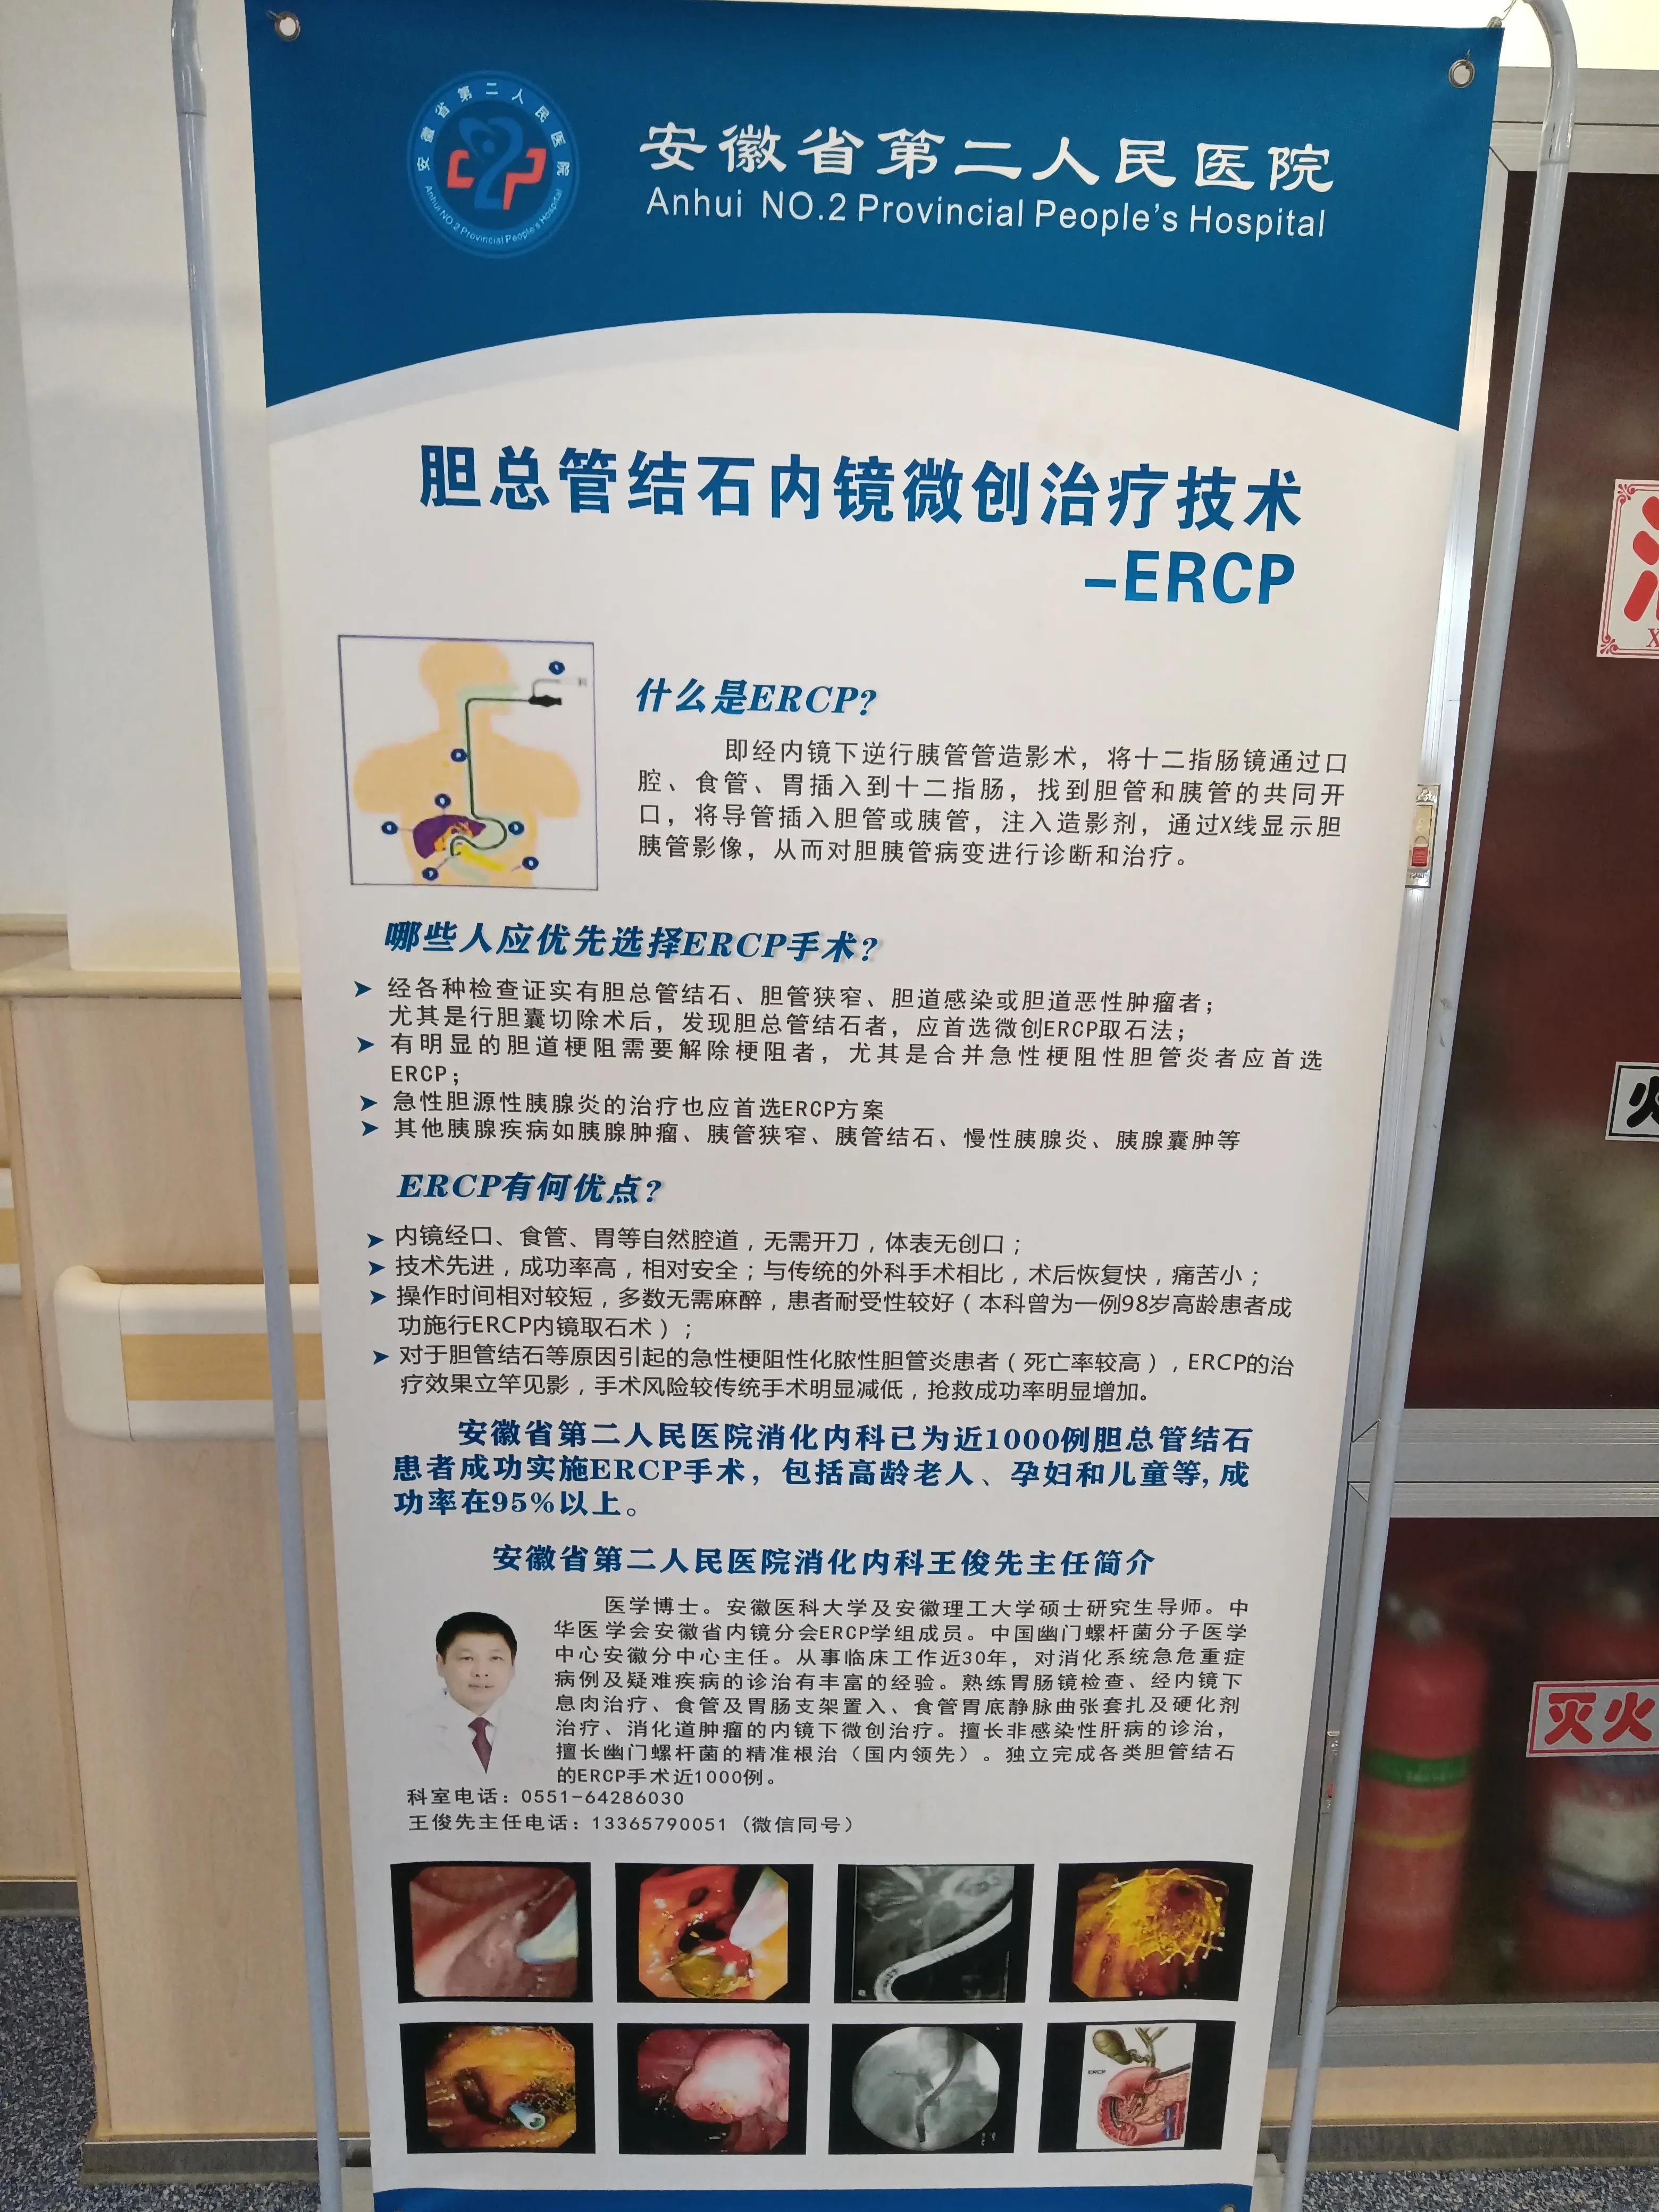 安徽省第二人民医院
Anhui NO.2 Provincial People's Hospital
安徽省第二人民医院
Anhui NO.2 Provincial People's Hospital
胆总管结石内镜微创治疗技术
-ERCP
什么是ERCP?
即经内镜下逆行胰管管造影术，将十二指肠镜通过口
腔、食管、胃插入到十二指肠，找到胆管和胰管的共同开
口，将导管插入胆管或胰管，注入造影剂，通过X线显示胆
胰管影像，从而对胆胰管病变进行诊断和治疗。
哪些人应优先选择ERCP手术?
➤ 经各种检查证实有胆总管结石、胆管狭窄、胆道感染或胆道恶性肿瘤者；
尤其是行胆囊切除术后，发现胆总管结石者，应首选微创ERCP取石法；
➤ 有明显的胆道梗阻需要解除梗阻者，尤其是合并急性梗阻性胆管炎者应首选
ERCP；
➤ 急性胆源性胰腺炎的治疗也应首选ERCP方案
➤ 其他胰腺疾病如胰腺肿瘤、胰管狭窄、胰管结石、慢性胰腺炎、胰腺囊肿等
ERCP有何优点?
➤ 内镜经口、食管、胃等自然腔道，无需开刀，体表无创口；
➤ 技术先进，成功率高，相对安全；与传统的外科手术相比，术后恢复快，痛苦小；
➤ 操作时间相对较短，多数无需麻醉，患者耐受性较好（本科曾为一例98岁高龄患者成
功施行ERCP内镜取石术）；
➤ 对于胆管结石等原因引起的急性梗阻性化脓性胆管炎患者（死亡率较高），ERCP的治
疗效果立竿见影，手术风险较传统手术明显减低，抢救成功率明显增加。
安徽省第二人民医院消化内科已为近1000例胆总管结石
患者成功实施ERCP手术，包括高龄老人、孕妇和儿童等,成
功率在95%以上。
安徽省第二人民医院消化内科王俊先主任简介
医学博士。安徽医科大学及安徽理工大学硕士研究生导师。中
华医学会安徽省内镜分会ERCP学组成员。中国幽门螺杆菌分子医学
中心安徽分中心主任。从事临床工作近30年，对消化系统急危重症
病例及疑难疾病的诊治有丰富的经验。熟练胃肠镜检查、经内镜下
息肉治疗、食管及胃肠支架置入、食管胃底静脉曲张套扎及硬化剂
治疗、消化道肿瘤的内镜下微创治疗。擅长非感染性肝病的诊治，
擅长幽门螺杆菌的精准根治（国内领先）。独立完成各类胆管结石
的ERCP手术近1000例。
科室电话：0551-64286030
王俊先主任电话：13365790051（微信同号）
ERCP
灭火